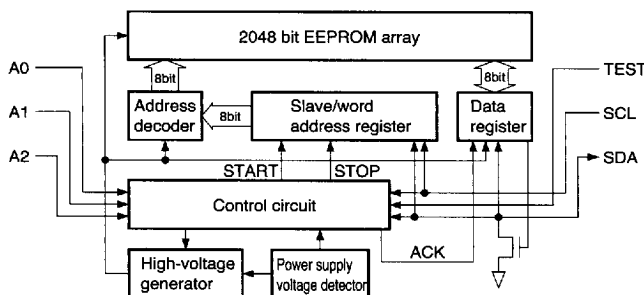 2048 bit EEPROM array
8bit
8bit
A0
TEST
Address
decoder
8bit
Slave/word
address register
Data
register
A1
SCL
START
STOP
A2
SDA
Control circuit
ACK
High-voltage
generator
Power supply
voltage detector